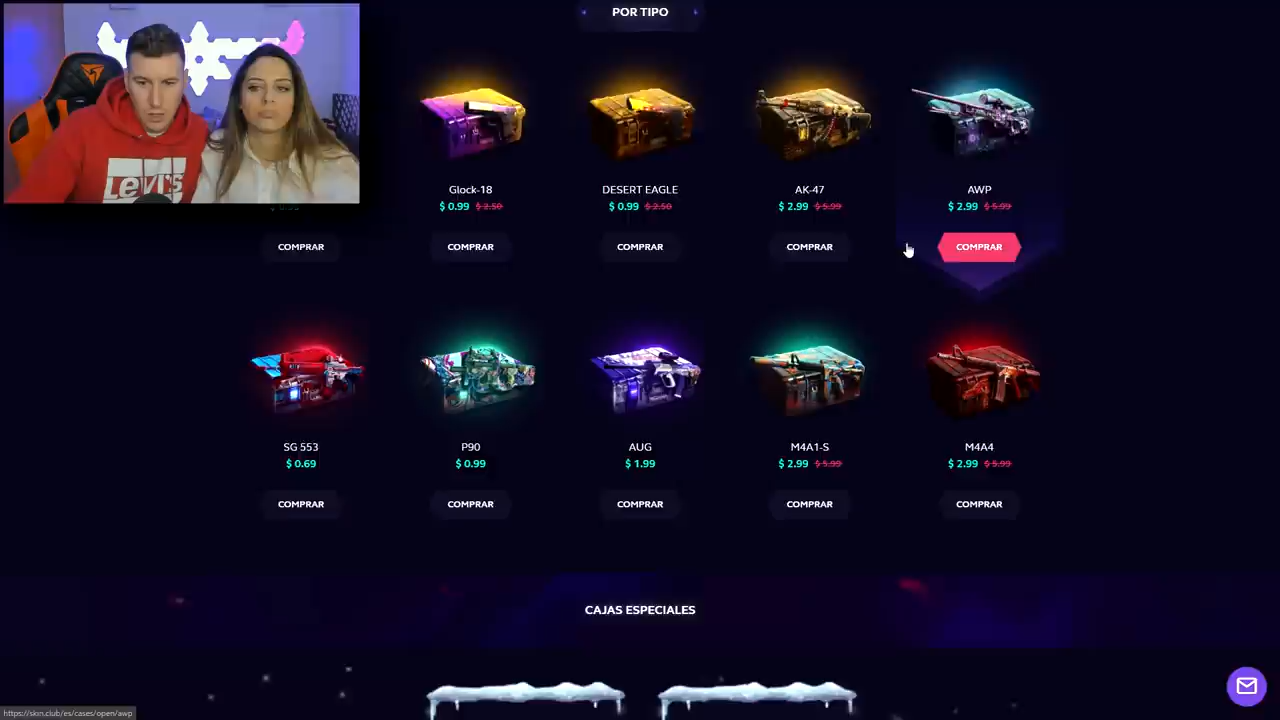 POR TIPO
LEVI'S
Glock-18
DESERT EAGLE
AK-47
AWP
$ 0.99 $ 2.50
$ 0.99 $ 2.50
$ 2.99 $ 5.99
$ 2.99 $ 5.99
COMPRAR
COMPRAR
COMPRAR
COMPRAR
COMPRAR
SG 553
P90
AUG
M4A1-S
M4A4
$ 0.69
$ 0.99
$ 1.99
$ 2.99 $ 5.99
$ 2.99 $ 5.99
COMPRAR
COMPRAR
COMPRAR
COMPRAR
COMPRAR
CAJAS ESPECIALES
https://skin.club/es/cases/open/awp